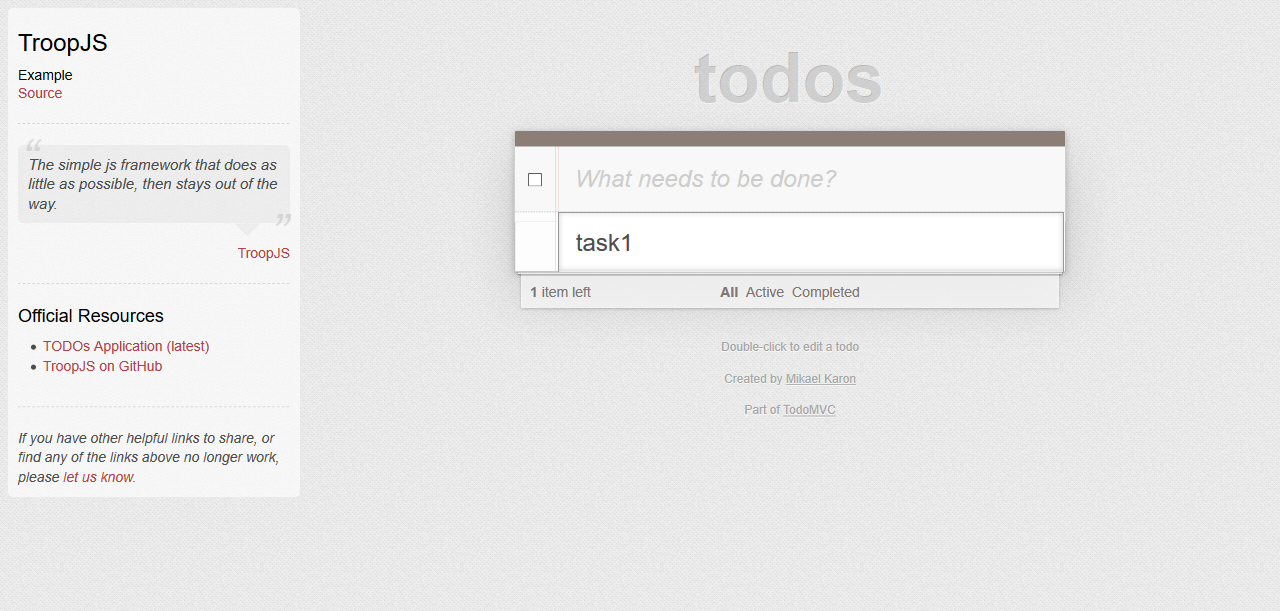 TroopJS
Example
Source
“
The simple js framework that does as
little as possible, then stays out of the
way.
”
TroopJS
Official Resources
TODOs Application (latest)
TroopJS on GitHub
If you have other helpful links to share, or
find any of the links above no longer work,
please let us know.
todos
What needs to be done?
task1
1 item left All Active Completed
Double-click to edit a todo
Created by Mikael Karon
Part of TodoMVC